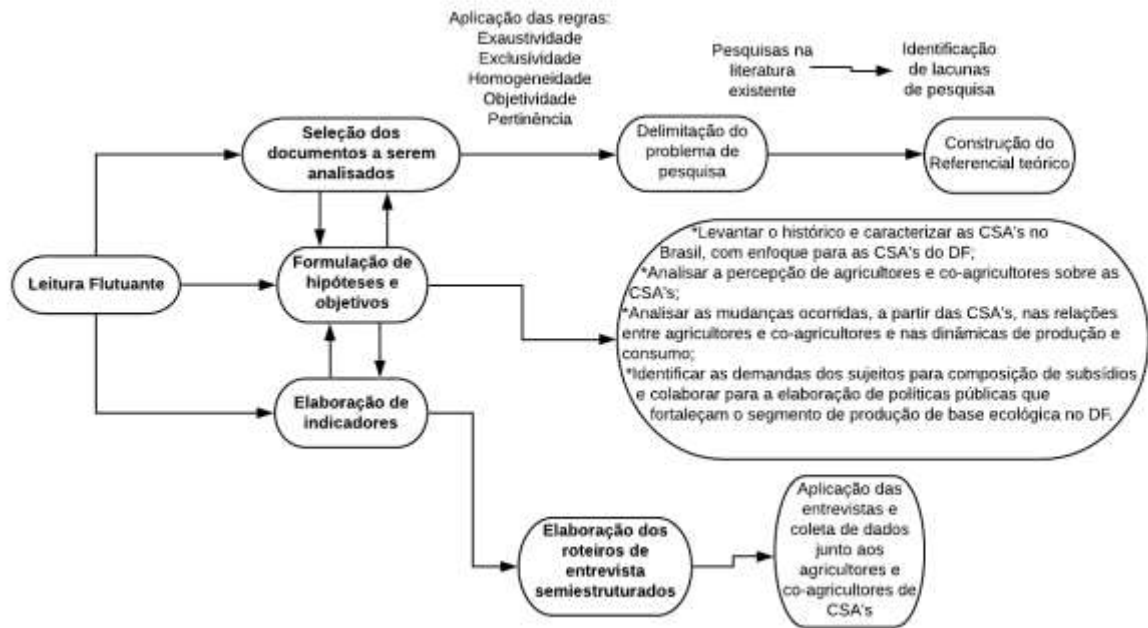 Aplicação das regras:
Exaustividade
Exclusividade
Homogeneidade
Objetividade
Pertinência
Pesquisas na
literatura
existente
Identificação
de lacunas
de pesquisa
Seleção dos
documentos a serem
analisados
Delimitação do
problema de
pesquisa
Construção do
Referencial teórico
Leitura Flutuante
Formulação de
hipóteses e
objetivos
*Levantar o histórico e caracterizar as CSA's no
Brasil, com enfoque para as CSA's do DF;
*Analisar a percepção de agricultores e co-agricultores sobre as
CSA's;
*Analisar as mudanças ocorridas, a partir das CSA's, nas relações
entre agricultores e co-agricultores e nas dinâmicas de produção e
consumo;
*Identificar as demandas dos sujeitos para composição de subsídios
e colaborar para a elaboração de políticas públicas que
fortaleçam o segmento de produção de base ecológica no DF.
Elaboração de
indicadores
Elaboração dos
roteiros de
entrevista
semiestruturados
Aplicação das
entrevistas e
coleta de dados
junto aos
agricultores e
co-agricultores de
CSA's